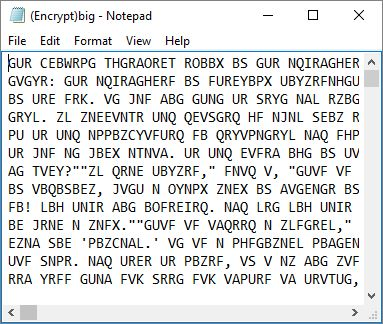 (Encrypt)big - Notepad
File Edit Format View Help
GUR CEBWRPG THGRAORET ROBBX BS GUR NQIRAGHER
GVGYR: GUR NQIRAGHERF BS FUREYBPX UBYZRFNHGU
BS URE FRK. VG JNF ABG GUNG UR SRYG NAL RZBG
GRYL. ZL ZNEEVNTR UNQ QEVSGRQ HF NJNL SEBZ R
PU UR UNQ NPPBZCYVFURQ FB QRYVPNGRYL NAQ FHP
UR JNF NG JBEX NTNVA. UR UNQ EVFRA BHG BS UV
AG TVEY?""ZL QRNE UBYZRF," FNVQ V, "GUVF VF
BS VBQBSBEZ, JVGU N OYNPX ZNEX BS AVGENGR BS
FB! LBH UNIR ABG BOFREIRQ. NAQ LRG LBH UNIR
BE JRNE N ZNFX.""GUVF VF VAQRRQ N ZLFGREL,"
EZNA SBE 'PBZCNAL.' VG VF N PHFGBZNEL PBAGEN
UVF SNPR. NAQ URER UR PBZRF, VS V NZ ABG ZVF
RRA YRFF GUNA FVK SRRG FVK VAPURF VA URVTUG,